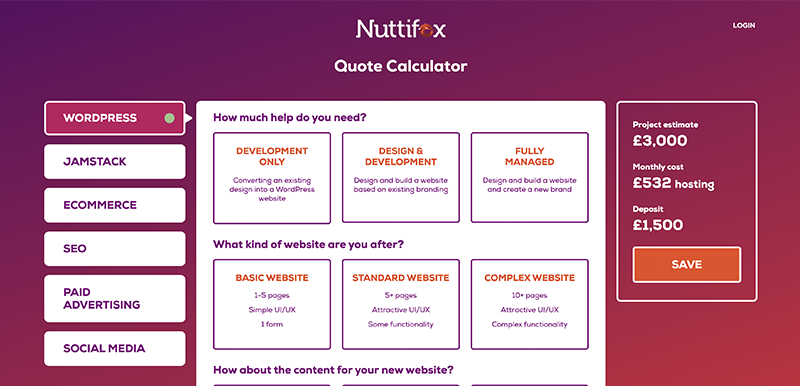 Nuttifox
LOGIN
Quote Calculator
WORDPRESS
JAMSTACK
ECOMMERCE
SEO
PAID
ADVERTISING
SOCIAL MEDIA
How much help do you need?
DEVELOPMENT
ONLY
Converting an existing
design into a WordPress
website
DESIGN &
DEVELOPMENT
Design and build a website
based on existing branding
FULLY
MANAGED
Design and build a website
and create a new brand
What kind of website are you after?
BASIC WEBSITE
1-5 pages
Simple UI/UX
1 form
STANDARD WEBSITE
5+ pages
Attractive UI/UX
Some functionality
COMPLEX WEBSITE
10+ pages
Attractive UI/UX
Complex functionality
How about the content for your new website?
Project estimate
£3,000
Monthly cost
£532 hosting
Deposit
£1,500
SAVE